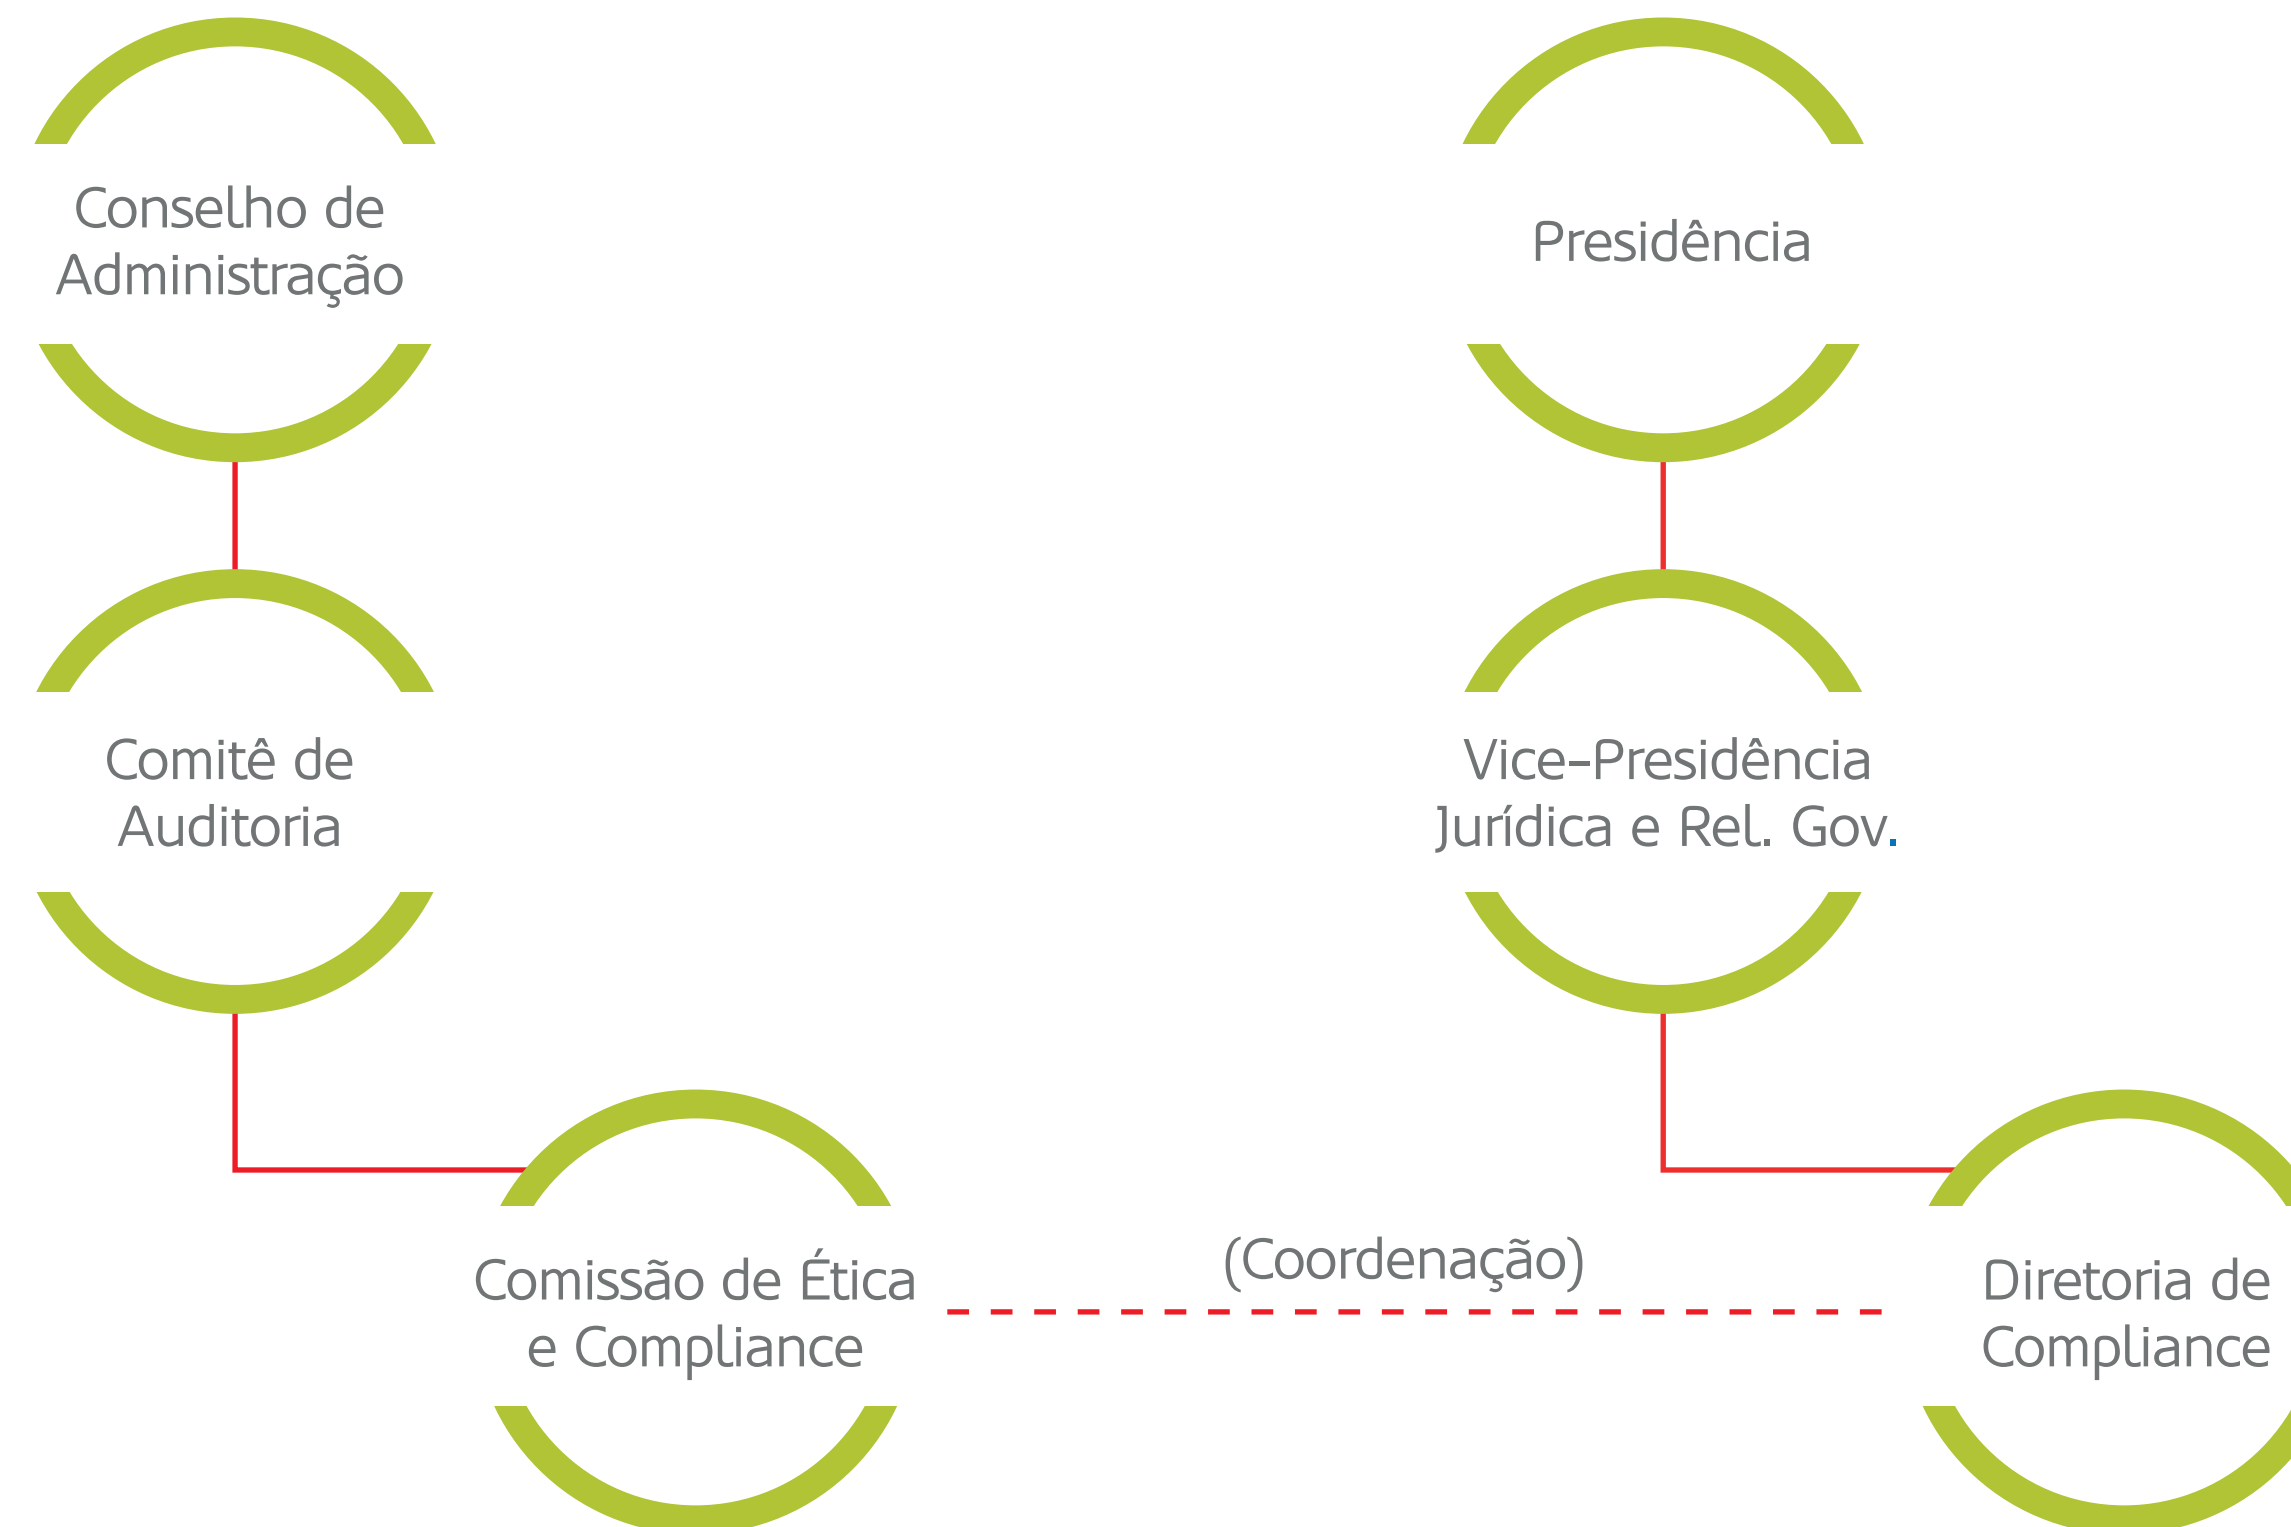 Conselho de
Administração
Presidência
Comitê de
Auditoria
Vice-Presidência
Jurídica e Rel. Gov.
Comissão de Ética
e Compliance
(Coordenação)
Diretoria de
Compliance